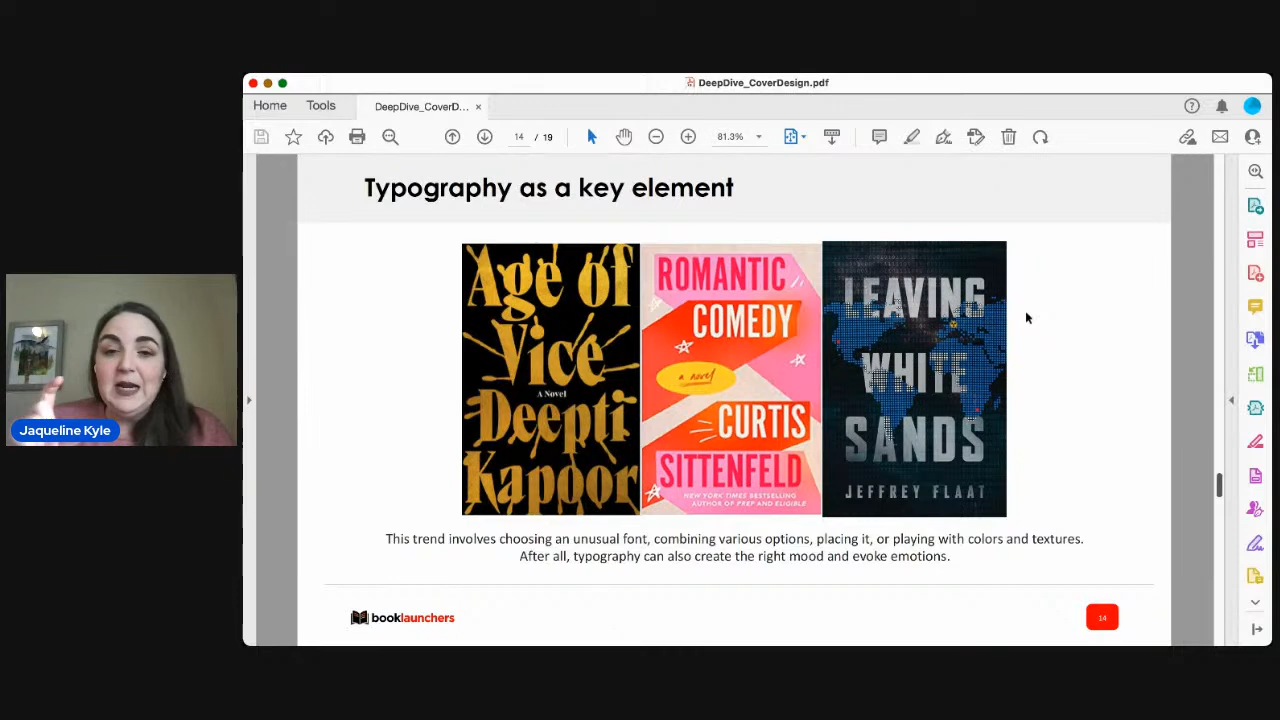 DeepDive_CoverDesign.pdf
Home
Tools
DeepDive_CoverD... ×
14 / 19
81.3%
Typography as a key element
Age of
Vice
A Novel
Deepti
Kapoor
ROMANTIC
COMEDY
a novel
CURTIS
SITTENFELD
NEW YORK TIMES BESTSELLING
AUTHOR OF PREP AND ELIGIBLE
LEAVING
WHITE
SANDS
JEFFREY FLAAT
This trend involves choosing an unusual font, combining various options, placing it, or playing with colors and textures.
After all, typography can also create the right mood and evoke emotions.
booklaunchers
14
Jaqueline Kyle